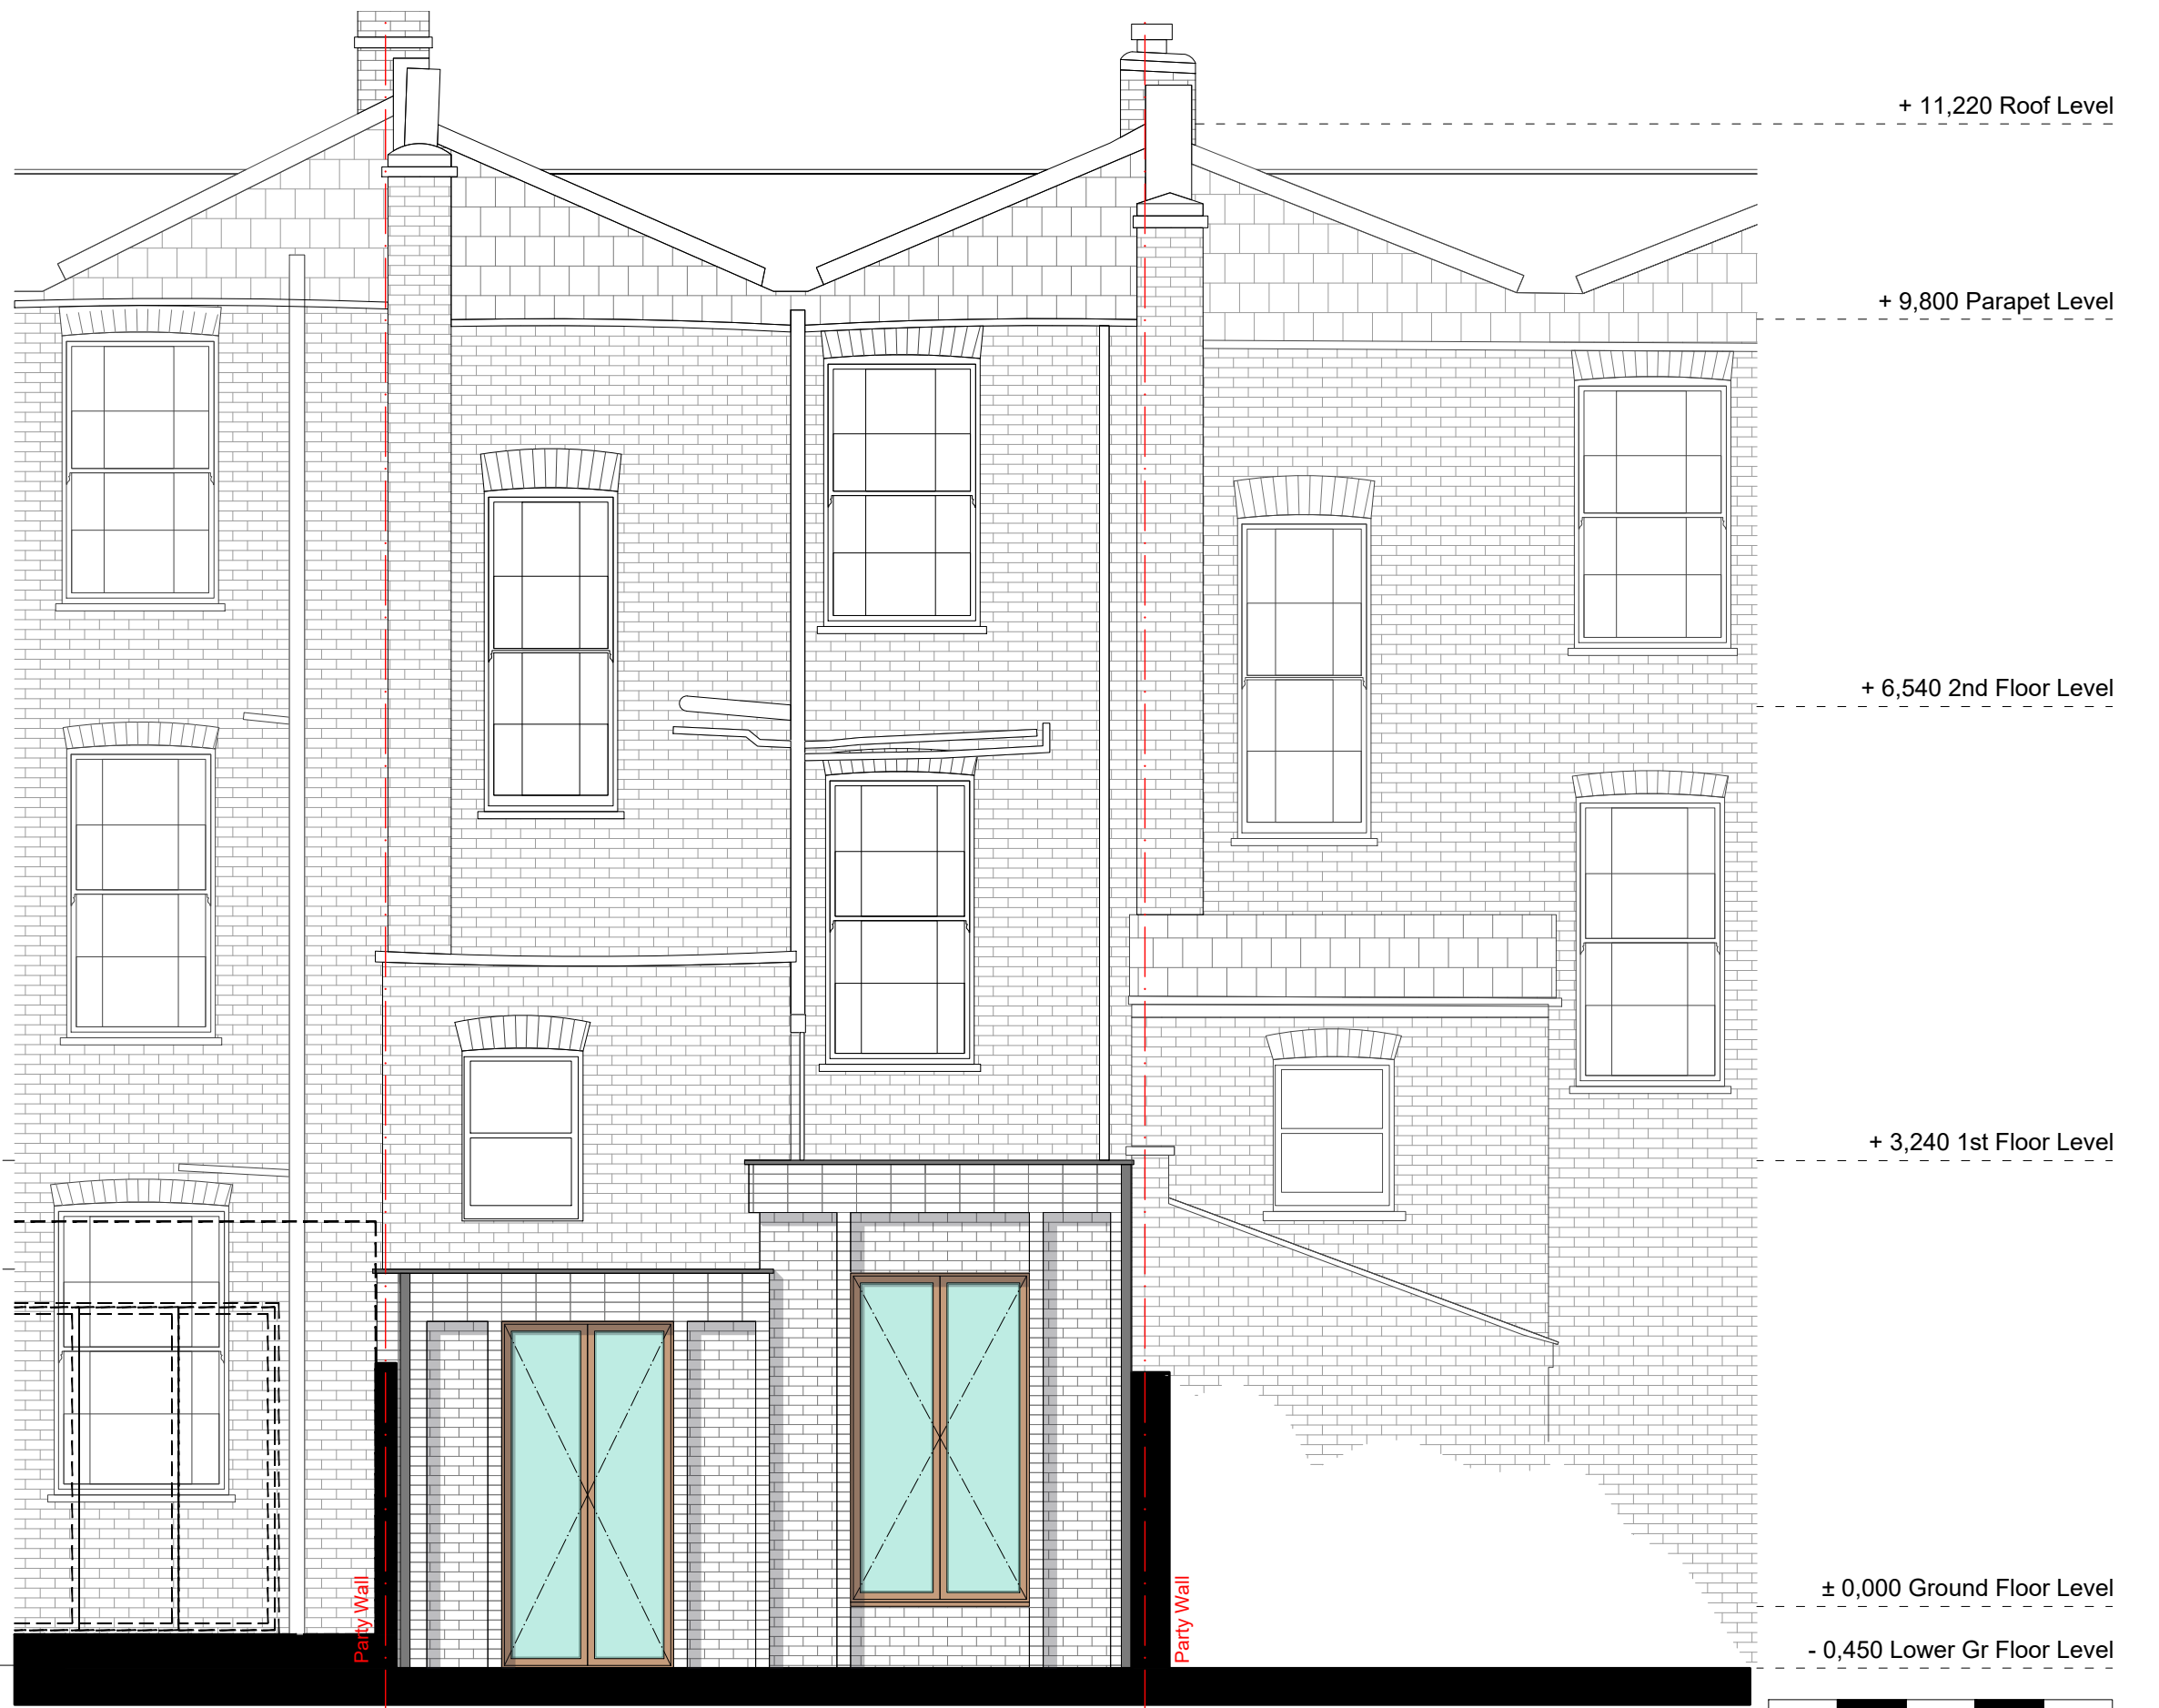 + 11,220 Roof Level
+ 9,800 Parapet Level
+ 6,540 2nd Floor Level
+ 3,240 1st Floor Level
Party Wall
Party Wall
± 0,000 Ground Floor Level
- 0,450 Lower Gr Floor Level